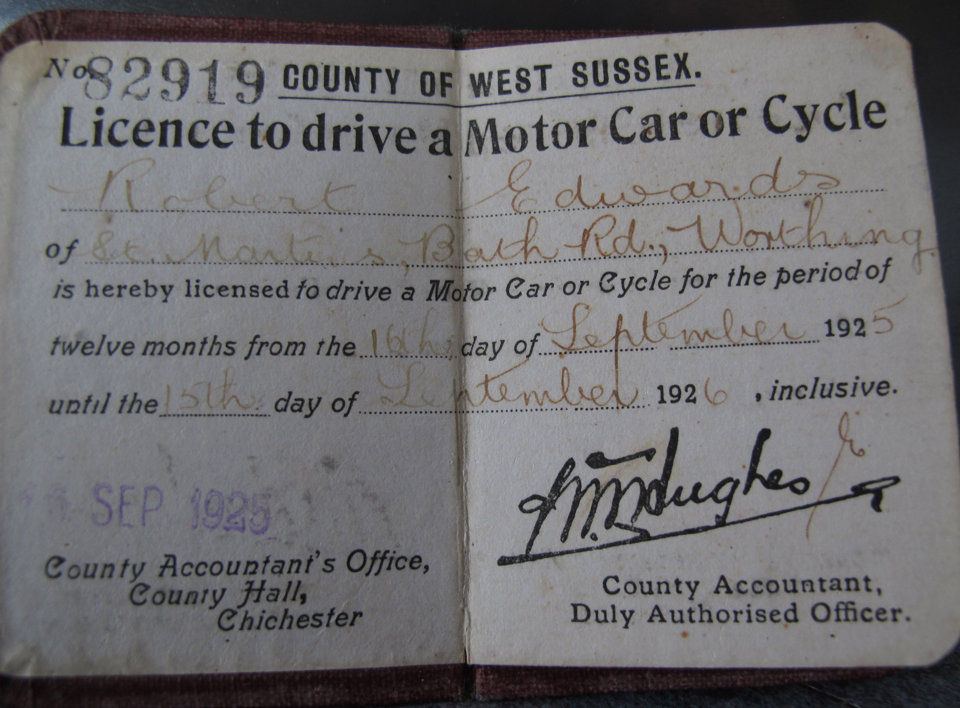 No 82919 COUNTY OF WEST SUSSEX.
Licence to drive a Motor Car or Cycle
Robert Edwards
of St. Martins, Bath Rd., Worthing
is hereby licensed to drive a Motor Car or Cycle for the period of
twelve months from the 16th day of September 1925
until the 15th day of September 1926, inclusive.
SEP 1925
Hughes
County Accountant's Office,
County Hall,
Chichester
County Accountant,
Duly Authorised Officer.